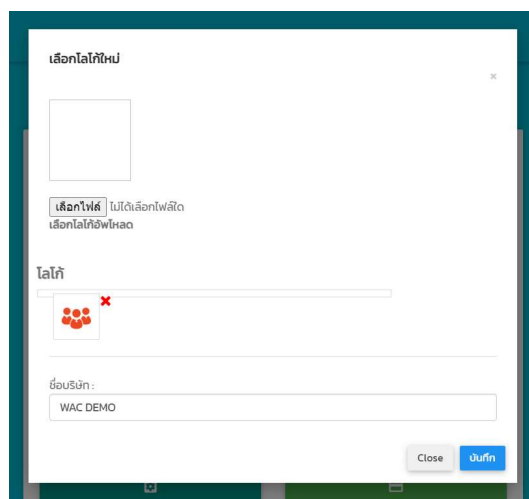 เลือกโลโก้ใหม่
×
เลือกไฟล์ ไม่ได้เลือกไฟล์ใด
เลือกโลโก้อัพโหลด
โลโก้
ชื่อบริษัท :
WAC DEMO
Close บันทึก